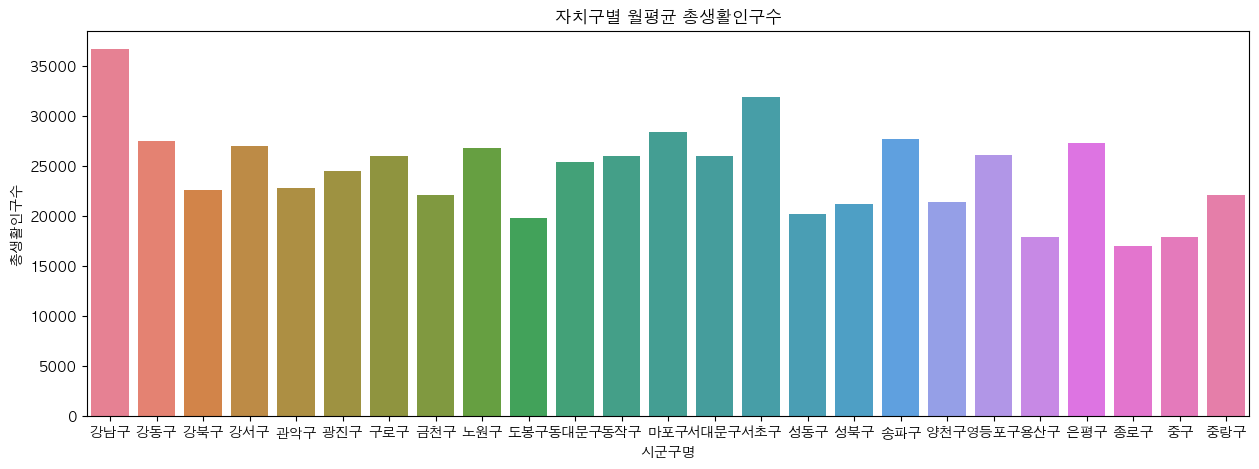 자치구별 월평균 총생활인구수
총생활인구수
35000
30000
25000
20000
15000
10000
5000
0
강남구 강동구 강북구 강서구 관악구 광진구 구로구 금천구 노원구 도봉구 동대문구 동작구 마포구 서대문구 서초구 성동구 성북구 송파구 양천구 영등포구 용산구 은평구 종로구 중구 중랑구
시군구명